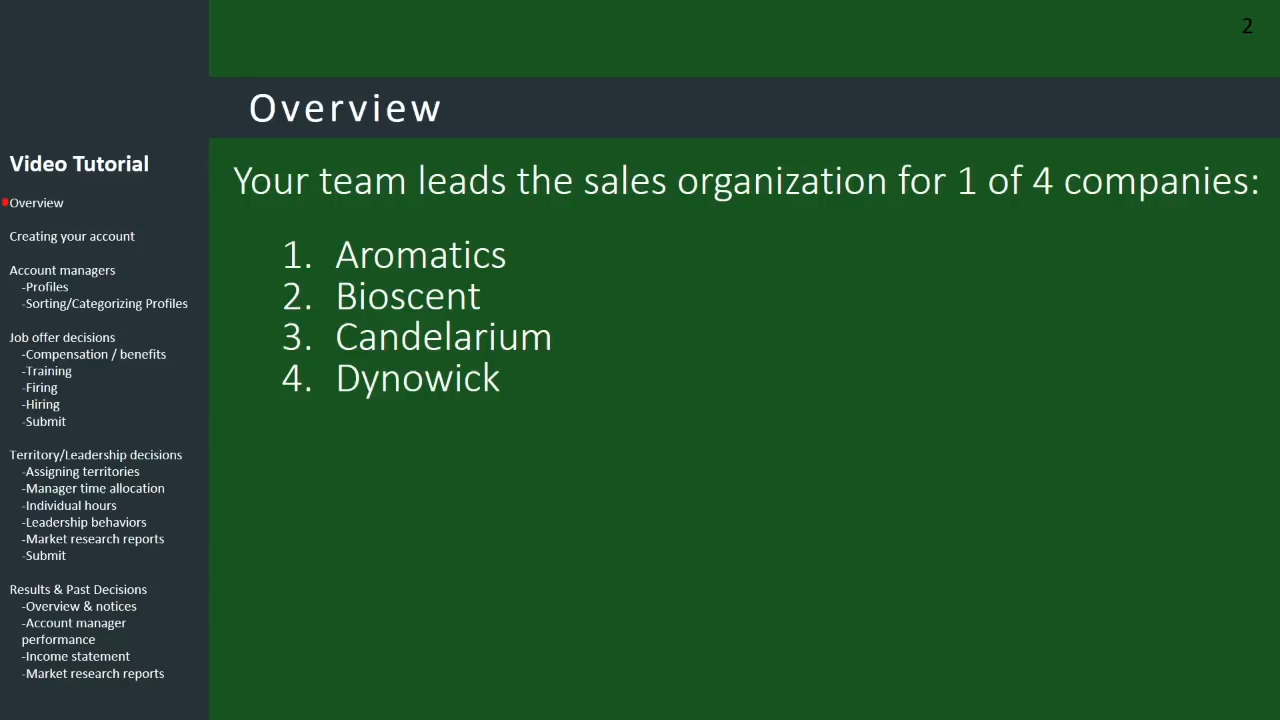 2
Overview
Video Tutorial
Overview
Creating your account
Account managers
-Profiles
-Sorting/Categorizing Profiles
Job offer decisions
-Compensation / benefits
-Training
-Firing
-Hiring
-Submit
Territory/Leadership decisions
-Assigning territories
-Manager time allocation
-Individual hours
-Leadership behaviors
-Market research reports
-Submit
Results & Past Decisions
-Overview & notices
-Account manager
performance
-Income statement
-Market research reports
Your team leads the sales organization for 1 of 4 companies:
1. Aromatics
2. Bioscent
3. Candelarium
4. Dynowick